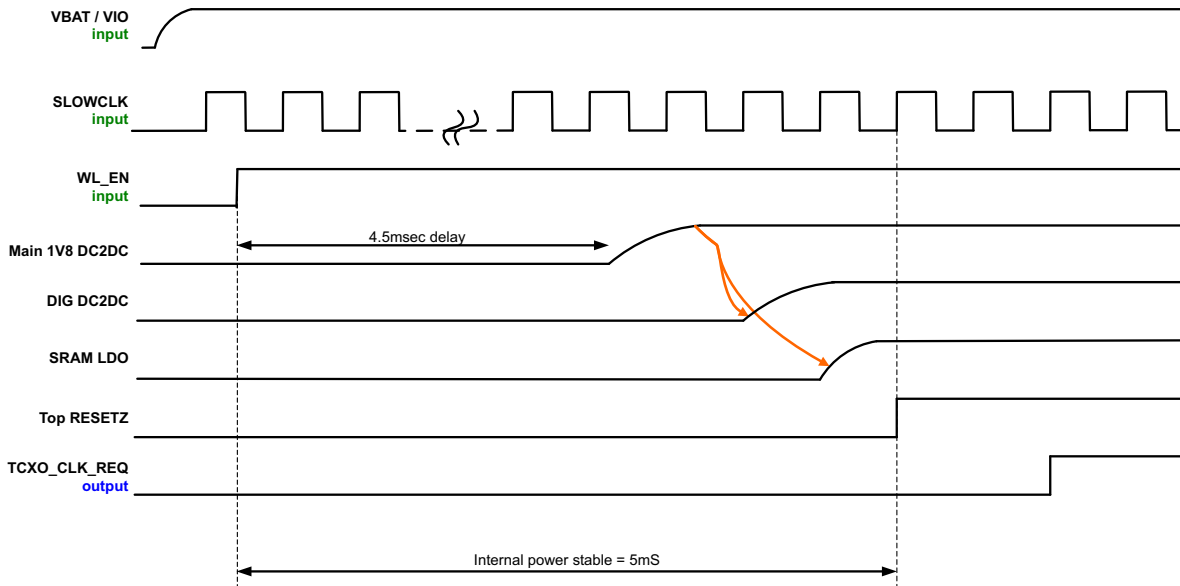 VBAT / VIO
input
SLOWCLK
input
WL_EN
input
4.5msec delay
Main 1V8 DC2DC
DIG DC2DC
SRAM LDO
Top RESETZ
TCXO_CLK_REQ
output
Internal power stable = 5mS